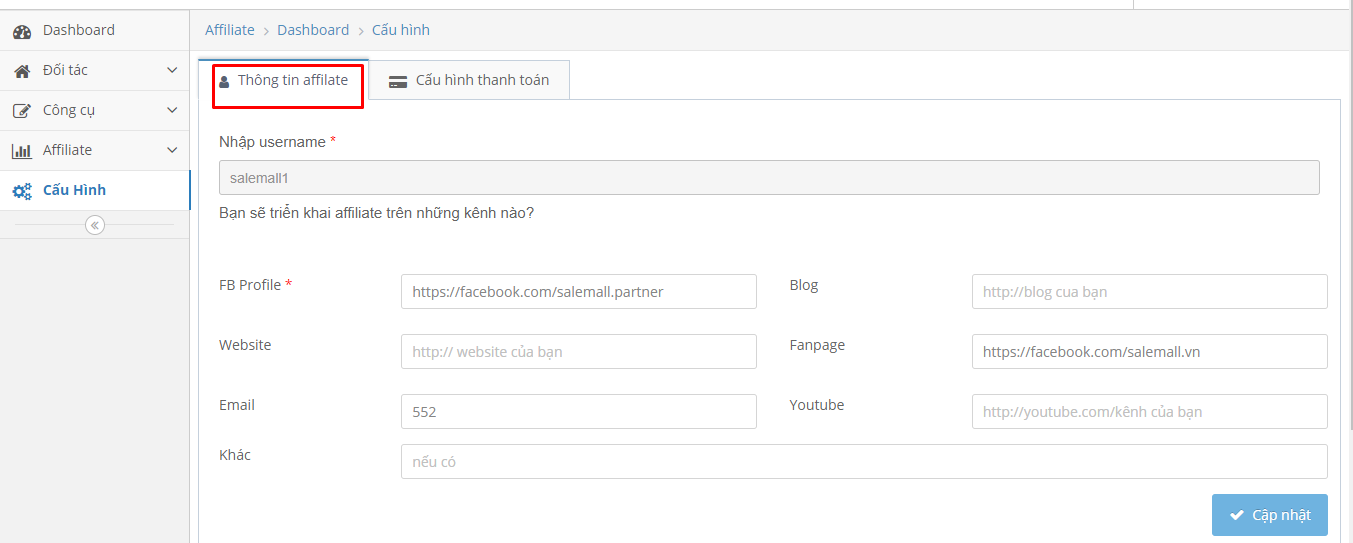 Dashboard
Đối tác
Công cụ
Affiliate
Cấu Hình
Affiliate > Dashboard > Cấu hình
Thông tin affilate
Cấu hình thanh toán
Nhập username *
salemall1
Bạn sẽ triển khai affiliate trên những kênh nào?
FB Profile *
https://facebook.com/salemall.partner
Blog
http://blog cua bạn
Website
http:// website của bạn
Fanpage
https://facebook.com/salemall.vn
Email
552
Youtube
http://youtube.com/kênh của bạn
Khác
nếu có
Cập nhật